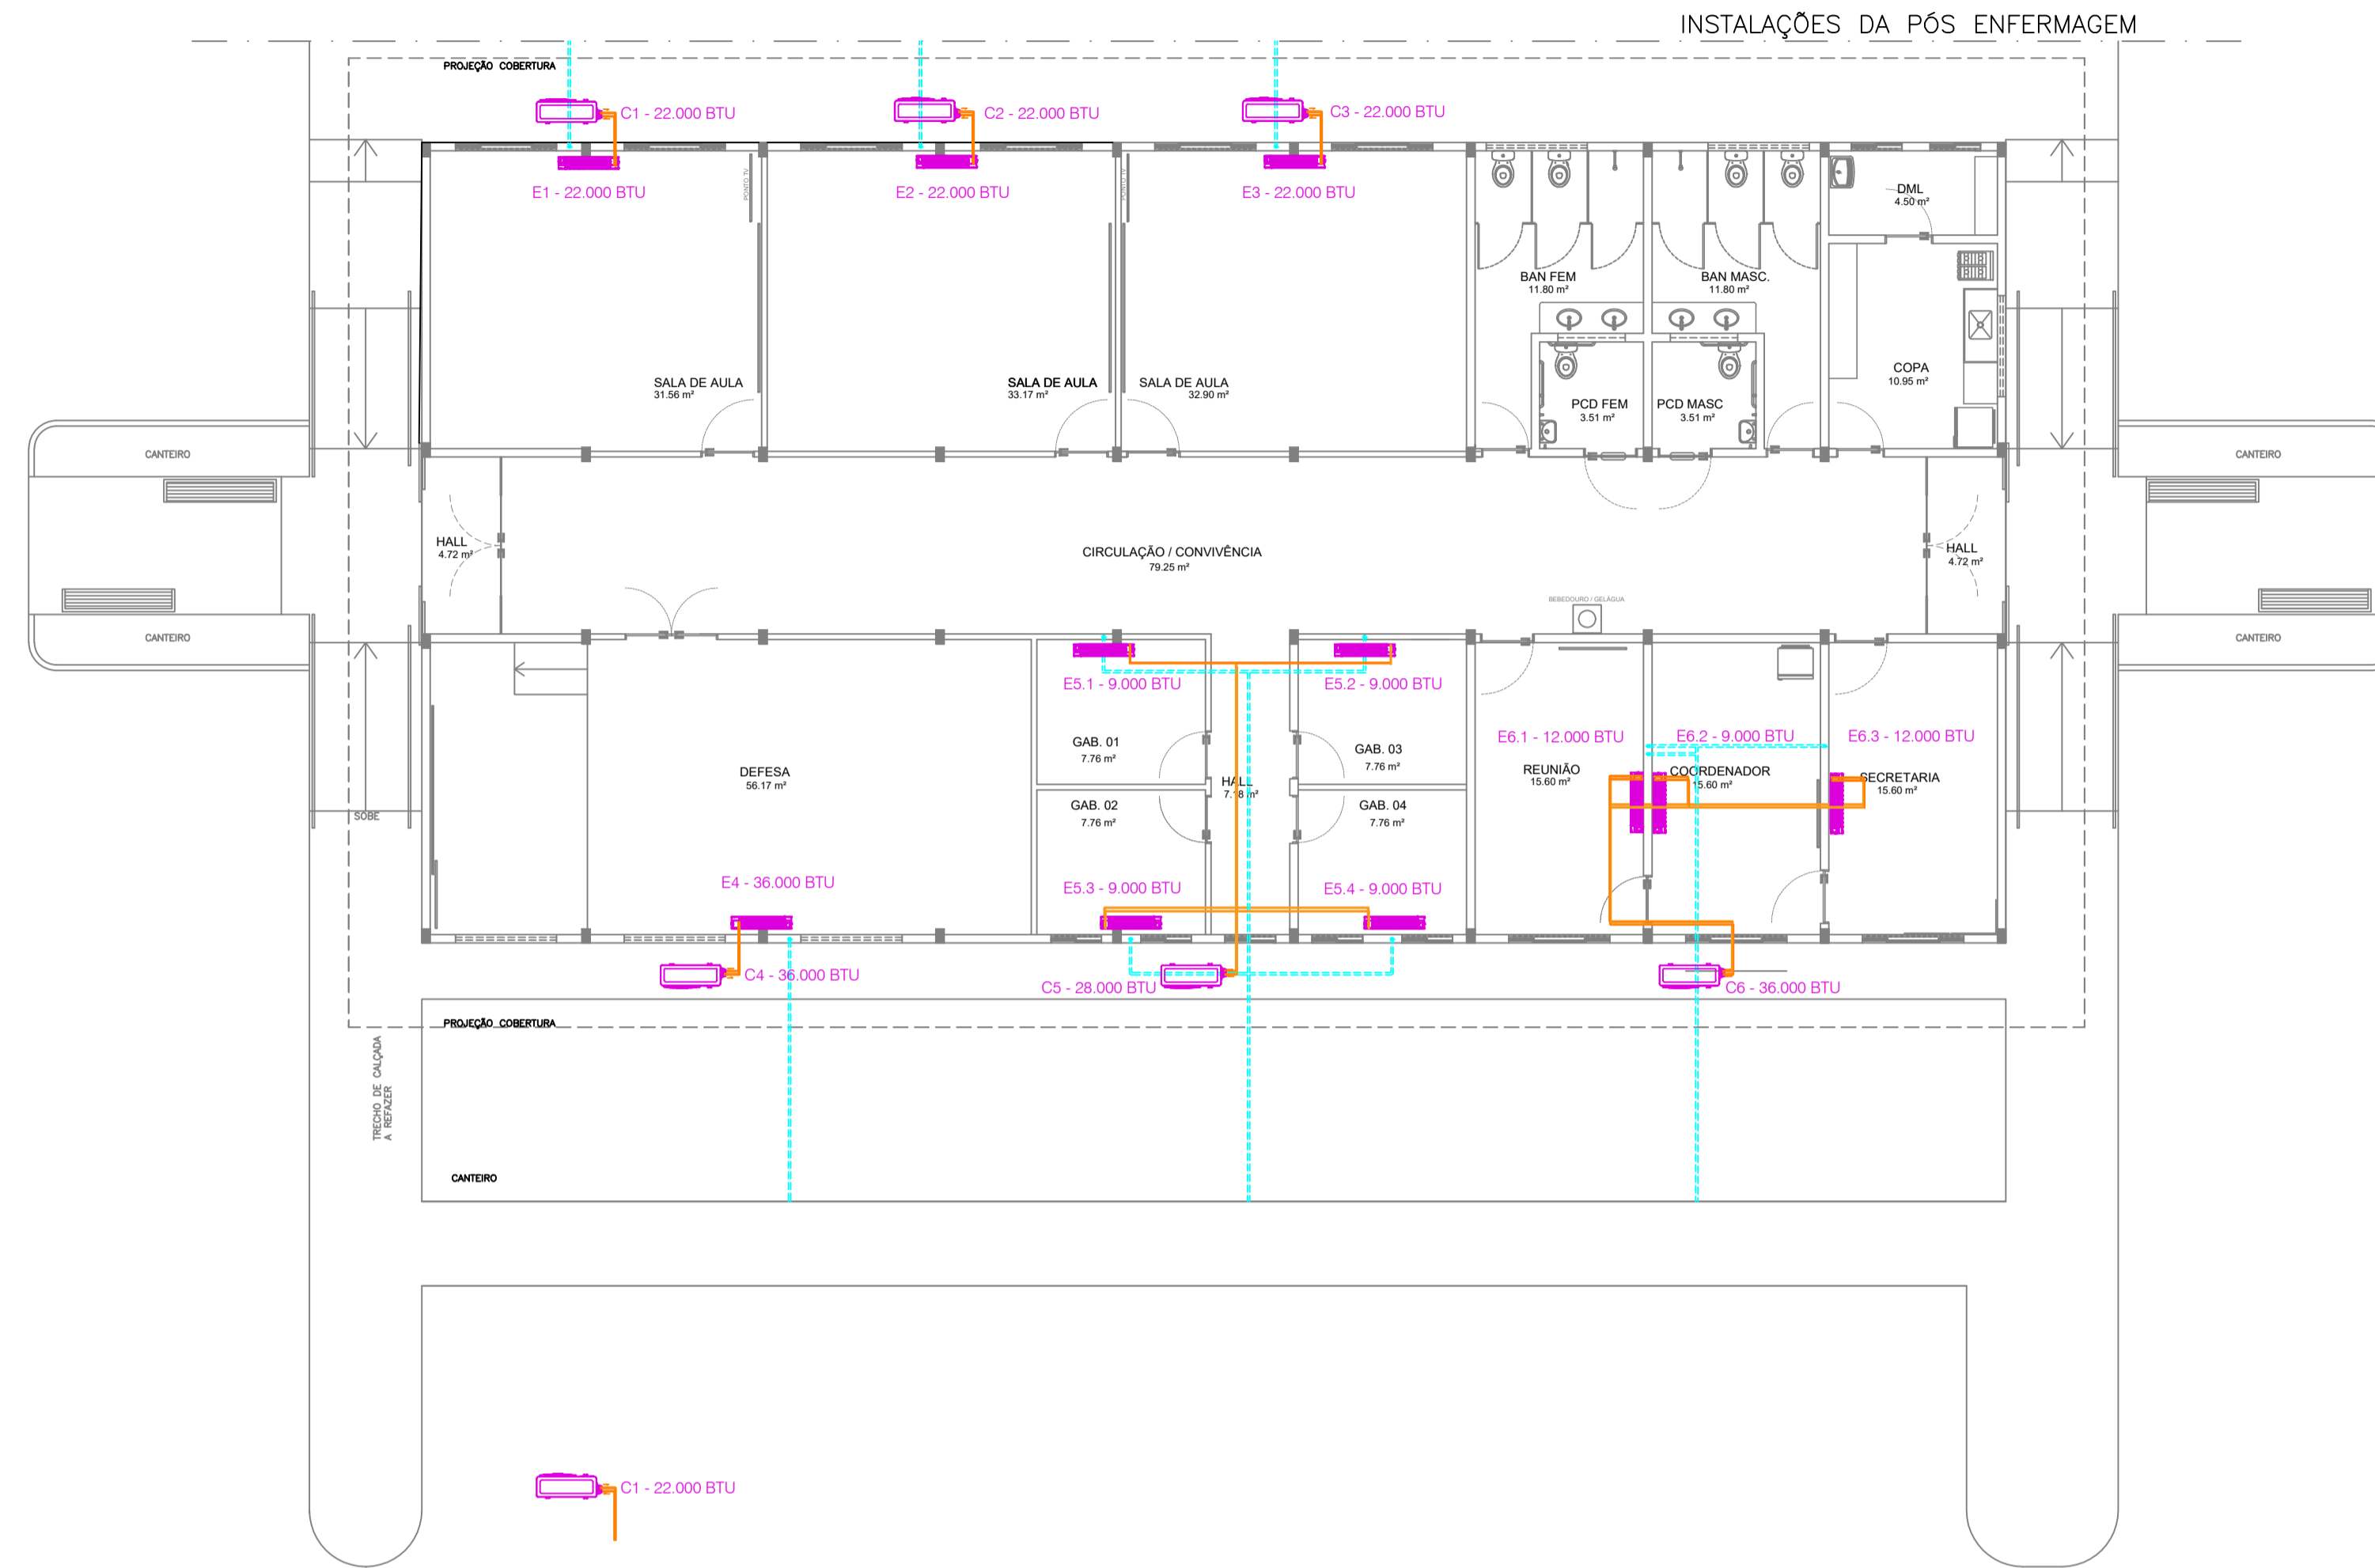 INSTALAÇÕES DA PÓS ENFERMAGEM
PROJEÇÃO COBERTURA
C1 - 22.000 BTU
C2 - 22.000 BTU
C3 - 22.000 BTU
E1 - 22.000 BTU
E2 - 22.000 BTU
E3 - 22.000 BTU
PONTO TV
PONTO TV
DML
4.50 m²
BAN FEM
11.80 m²
BAN MASC.
11.80 m²
SALA DE AULA
31.56 m²
SALA DE AULA
33.17 m²
SALA DE AULA
32.90 m²
COPA
10.95 m²
PCD FEM
3.51 m²
PCD MASC
3.51 m²
CANTEIRO
CANTEIRO
HALL
4.72 m²
CIRCULAÇÃO / CONVIVÊNCIA
79.25 m²
HALL
4.72 m²
BEBEDOURO / GELÁGUA
CANTEIRO
CANTEIRO
E5.1 - 9.000 BTU
E5.2 - 9.000 BTU
E6.1 - 12.000 BTU
E6.2 - 9.000 BTU
E6.3 - 12.000 BTU
GAB. 01
7.76 m²
GAB. 03
7.76 m²
DEFESA
56.17 m²
HALL
7.18 m²
REUNIÃO
15.60 m²
COORDENADOR
15.60 m²
SECRETARIA
15.60 m²
GAB. 02
7.76 m²
GAB. 04
7.76 m²
SOBE
E4 - 36.000 BTU
E5.3 - 9.000 BTU
E5.4 - 9.000 BTU
C4 - 36.000 BTU
C5 - 28.000 BTU
C6 - 36.000 BTU
PROJEÇÃO COBERTURA
TRECHO DE CALÇADA
A REFAZER
CANTEIRO
C1 - 22.000 BTU